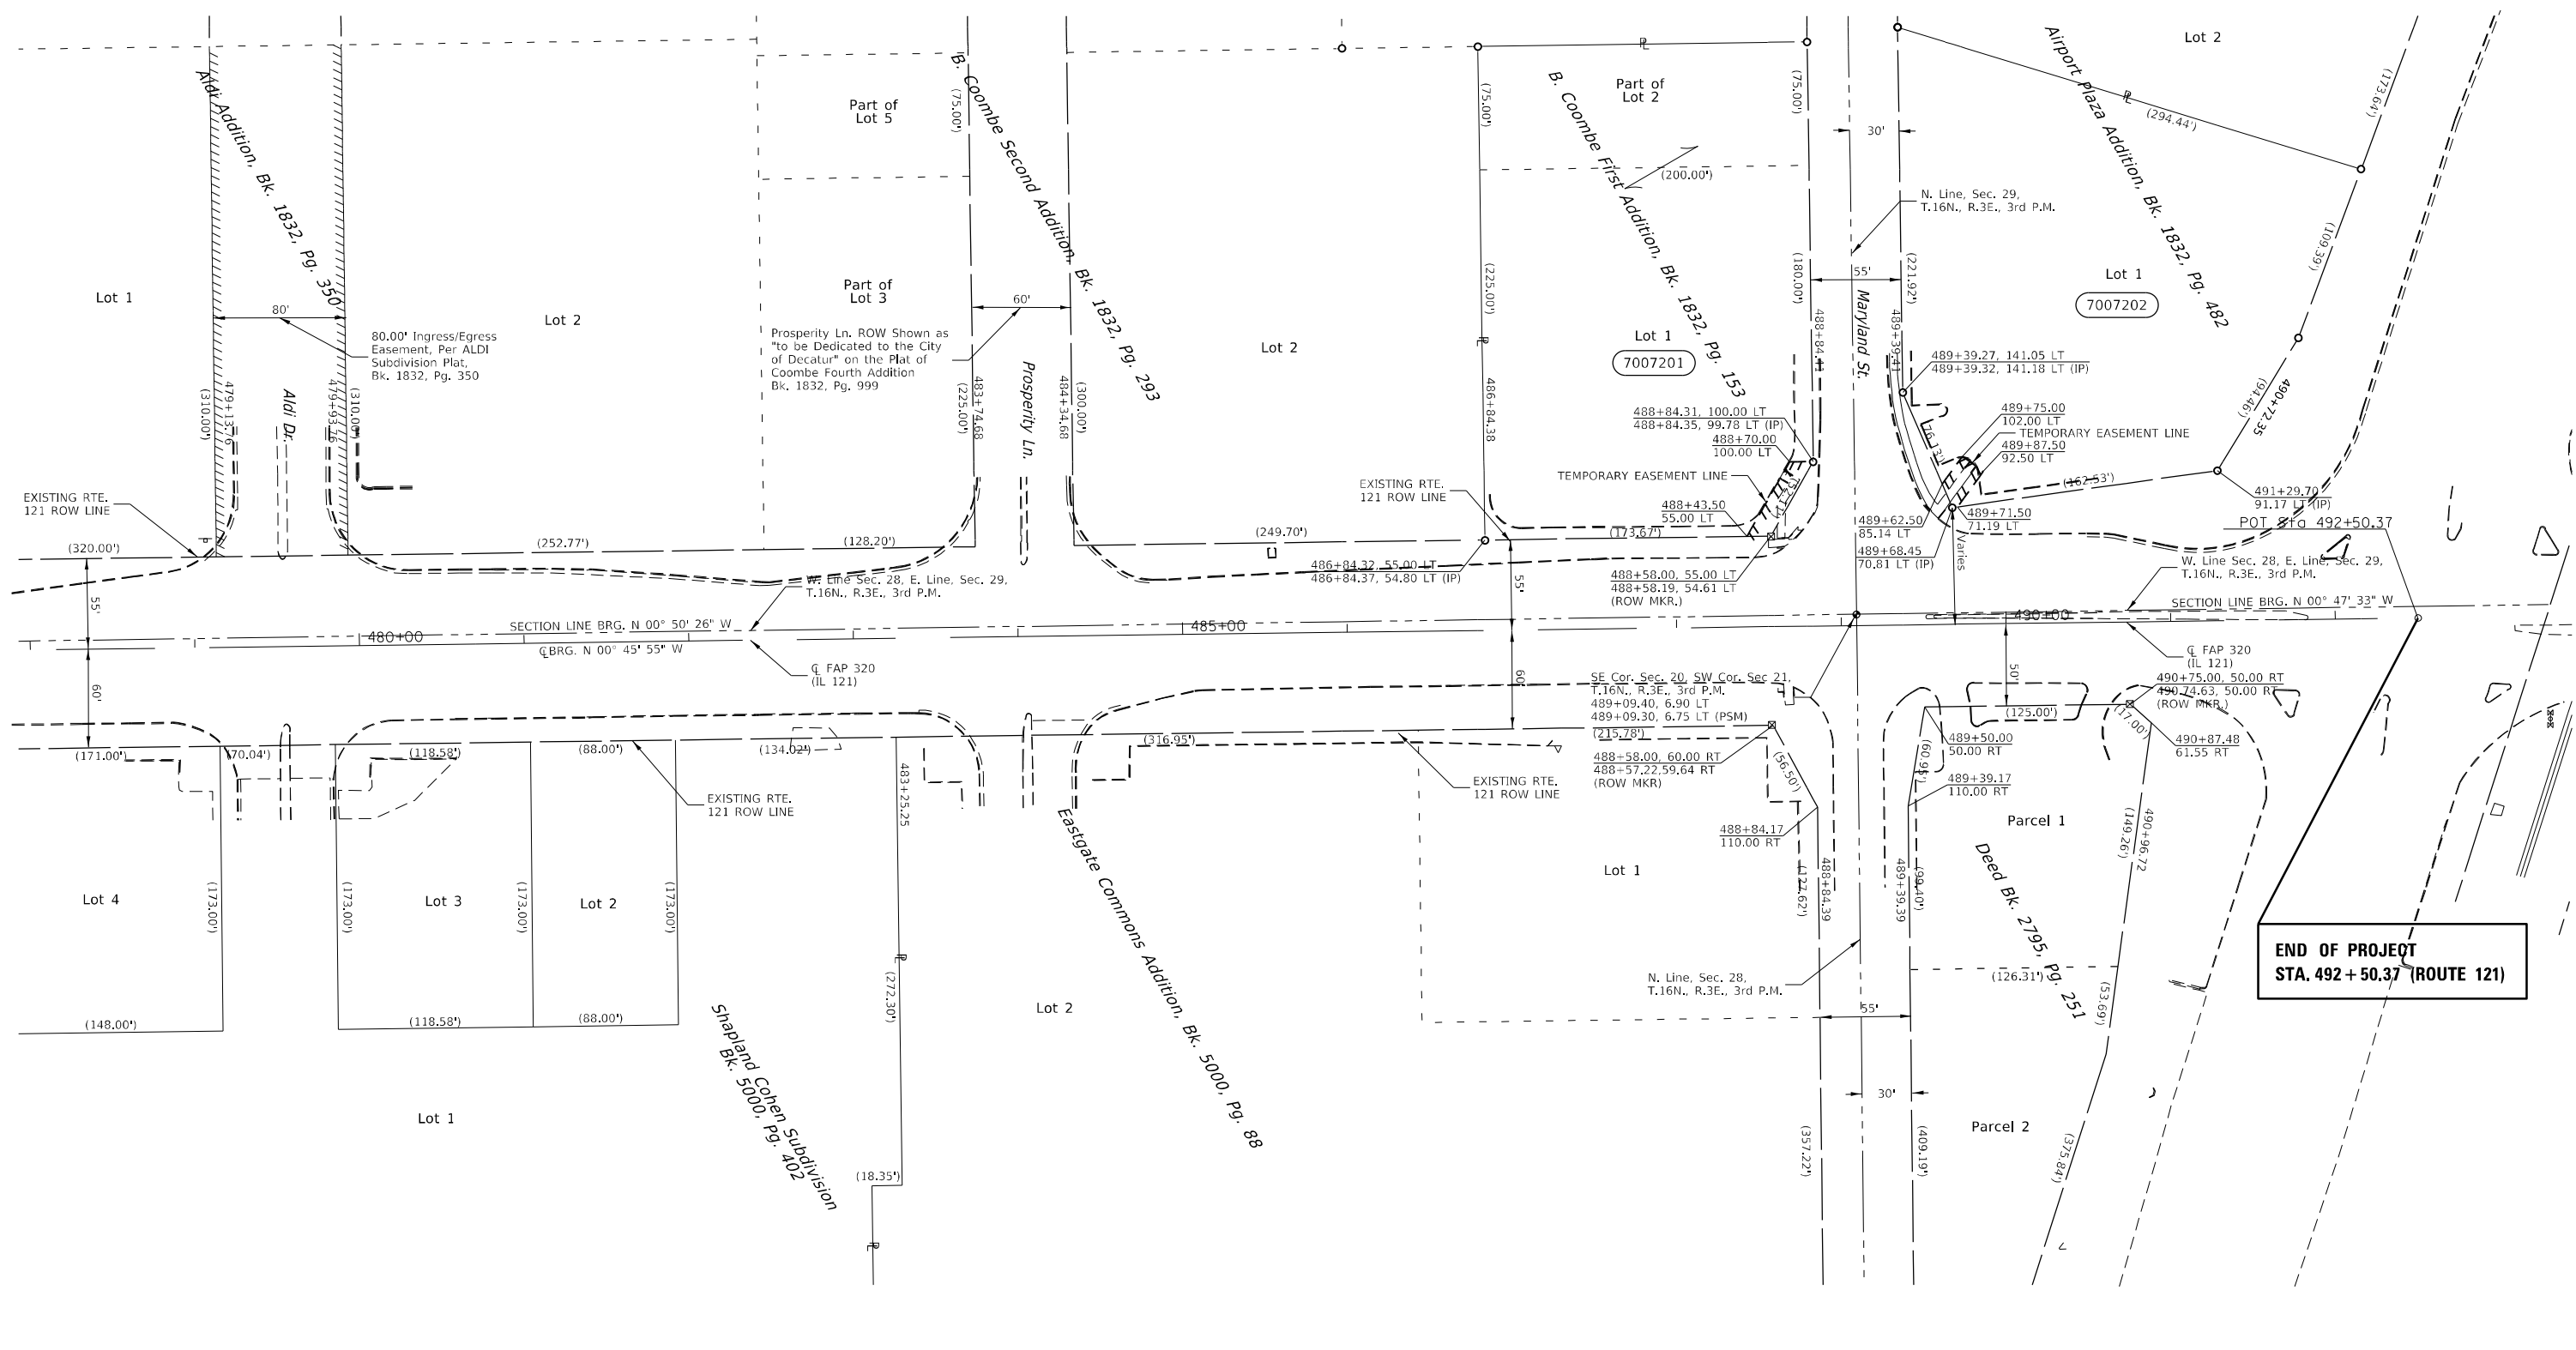 Lot 2
(173.64')
P L
Airport Plaza Addition, Bk. 1832, Pg. 482
P L
(294.44')
Aldi Addition, Bk. 1832, Pg. 350
B. Coombe Second Addition, Bk. 1832, Pg. 293
(75.00')
Part of
Lot 5
(75.00')
B. Coombe First Addition, Bk. 1832, Pg. 153
Part of
Lot 2
(75.00')
30'
(200.00')
N. Line, Sec. 29,
T.16N., R.3E., 3rd P.M.
(109.39')
Lot 1
80'
Lot 2
Part of
Lot 3
60'
(225.00')
(180.00')
55'
(221.92')
Lot 1
7007202
80.00' Ingress/Egress
Easement, Per ALDI
Subdivision Plat,
Bk. 1832, Pg. 350
Prosperity Ln. ROW Shown as
"to be Dedicated to the City
of Decatur" on the Plat of
Coombe Fourth Addition
Bk. 1832, Pg. 999
Lot 2
P L
Lot 1
7007201
488+84.41
Maryland St.
489+39.41
489+39.27, 141.05 LT
489+39.32, 141.18 LT (IP)
(94.46')
490+72.35
(310.00')
479+13.76
Aldi Dr.
479+93.76
(310.00')
483+74.68
(225.00')
Prosperity Ln.
484+34.68
(300.00')
486+84.38
488+84.31, 100.00 LT
488+84.35, 99.78 LT (IP)
488+70.00
100.00 LT
(76.13')
489+75.00
102.00 LT
TEMPORARY EASEMENT LINE
489+87.50
92.50 LT
TEMPORARY EASEMENT LINE
EXISTING RTE.
121 ROW LINE
EXISTING RTE.
121 ROW LINE
488+43.50
55.00 LT
(162.53')
491+29.70
91.17 LT (IP)
489+62.50
85.14 LT
489+71.50
71.19 LT
POT Sta 492+50.37
(320.00')
(252.77')
(128.20')
(249.70')
(173.67')
489+68.45
70.81 LT (IP)
Varies
486+84.32, 55.00 LT
486+84.37, 54.80 LT (IP)
488+58.00, 55.00 LT
488+58.19, 54.61 LT
(ROW MKR.)
W. Line Sec. 28, E. Line, Sec. 29,
T.16N., R.3E., 3rd P.M.
W. Line Sec. 28, E. Line, Sec. 29,
T.16N., R.3E., 3rd P.M.
55'
55'
SECTION LINE BRG. N 00° 50' 26" W
SECTION LINE BRG. N 00° 47' 33" W
480+00
485+00
490+00
C L BRG. N 00° 45' 55" W
C L FAP 320
(IL 121)
C L FAP 320
(IL 121)
60'
60'
50'
SE Cor. Sec. 20, SW Cor. Sec 21,
T.16N., R.3E., 3rd P.M.
489+09.40, 6.90 LT
489+09.30, 6.75 LT (PSM)
490+75.00, 50.00 RT
490.74.63, 50.00 RT
(ROW MKR.)
(171.00')
(70.04')
(118.58')
(88.00')
(134.02')
(316.95')
(215.78')
(125.00')
(17.00')
489+50.00
50.00 RT
490+87.48
61.55 RT
488+58.00, 60.00 RT
488+57.22,59.64 RT
(ROW MKR)
(56.50')
(60.95')
489+39.17
110.00 RT
EXISTING RTE.
121 ROW LINE
EXISTING RTE.
121 ROW LINE
483+25.25
488+84.17
110.00 RT
Parcel 1
(149.26')
490+96.72
Eastgate Commons Addition, Bk. 5000, Pg. 88
Deed Bk. 2795, Pg. 251
Lot 4
(173.00')
(173.00')
Lot 3
(173.00')
Lot 2
(173.00')
Lot 1
(127.62')
488+84.39
489+39.39
(99.40')
END OF PROJECT
STA. 492+50.37 (ROUTE 121)
P L
(272.30')
N. Line, Sec. 28,
T.16N., R.3E., 3rd P.M.
(126.31')
(53.69')
(148.00')
(118.58')
(88.00')
Shapland Cohen Subdivision
Bk. 5000, Pg. 402
Lot 2
55'
30'
Lot 1
Parcel 2
(357.22')
(409.19')
(375.84')
(18.35')
P L